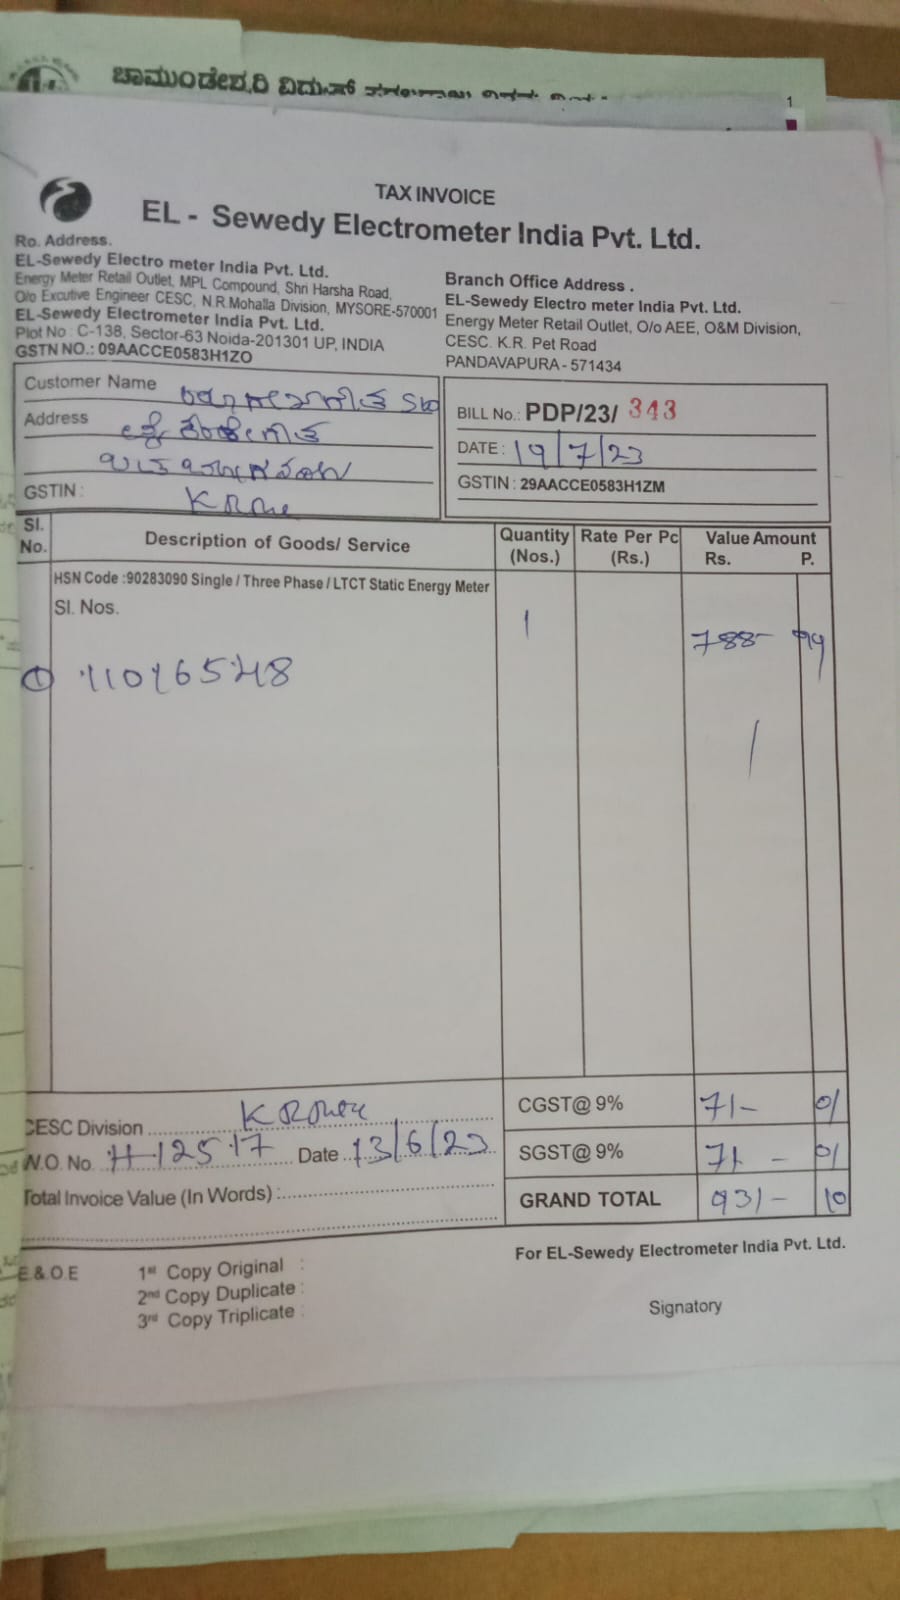 ಚಾಮುಂಡೇಶ್ವರಿ ವಿದ್ಯುತ್
1
TAX INVOICE
EL - Sewedy Electrometer India Pvt. Ltd.
Ro. Address.
EL-Sewedy Electro meter India Pvt. Ltd.
Energy Meter Retail Outlet, MPL Compound, Shri Harsha Road,
O/o Excutive Engineer CESC, N.R.Mohalla Division, MYSORE-570001
EL-Sewedy Electrometer India Pvt. Ltd.
Plot No : C-138, Sector-63 Noida-201301 UP, INDIA
GSTN NO.: 09AACCE0583H1ZO
Branch Office Address .
EL-Sewedy Electro meter India Pvt. Ltd.
Energy Meter Retail Outlet, O/o AEE, O&M Division,
CESC. K.R. Pet Road
PANDAVAPURA - 571434
Customer Name
Address
GSTIN :
BILL No.: PDP/23/ 343
DATE : 19/7/23
GSTIN : 29AACCE0583H1ZM
Sl. No. Description of Goods/ Service Quantity (Nos.) Rate Per Pc (Rs.) Value Amount Rs. P.
HSN Code :90283090 Single / Three Phase / LTCT Static Energy Meter
Sl. Nos.
1 788- 99
① 11016548
CESC Division
W.O. No. H-12517 Date 13/6/23
Total Invoice Value (In Words) :
CGST@ 9% 71- 01
SGST@ 9% 71 - 01
GRAND TOTAL 931- 10
For EL-Sewedy Electrometer India Pvt. Ltd.
E & O.E
1st Copy Original :
2nd Copy Duplicate :
3rd Copy Triplicate :
Signatory